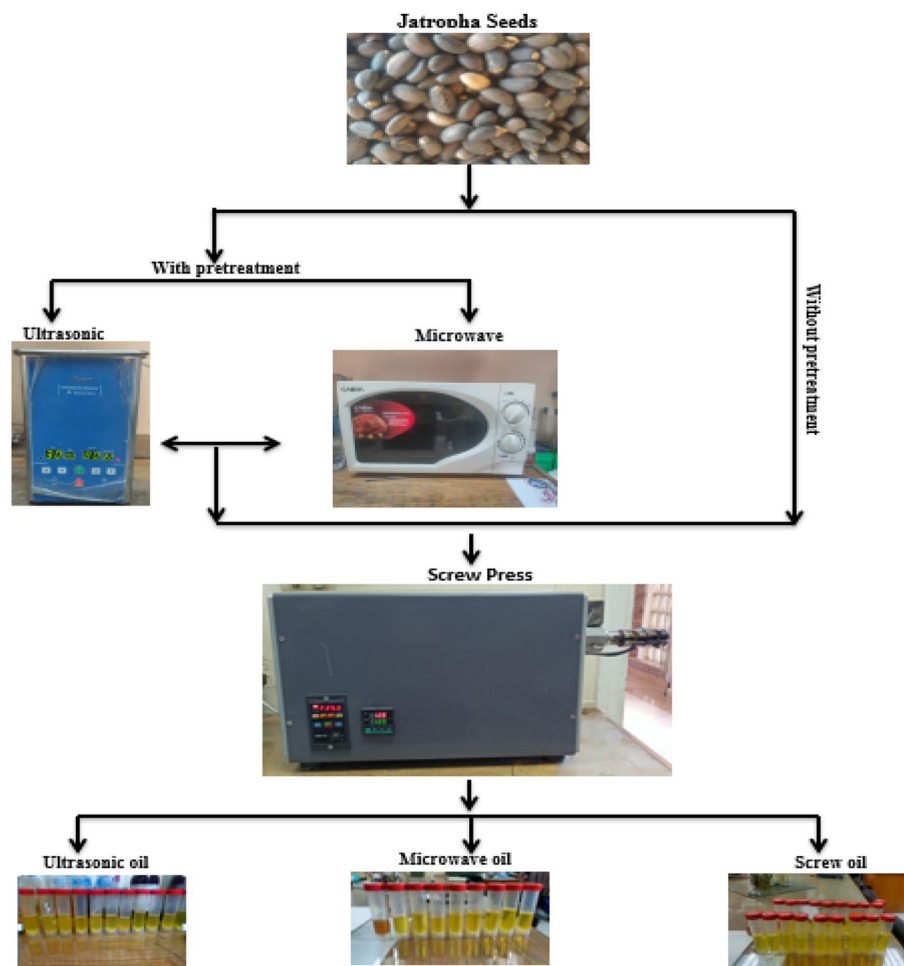 Jatropha Seeds
With pretreatment
Without pretreatment
Ultrasonic
Microwave
Screw Press
Ultrasonic oil
Microwave oil
Screw oil